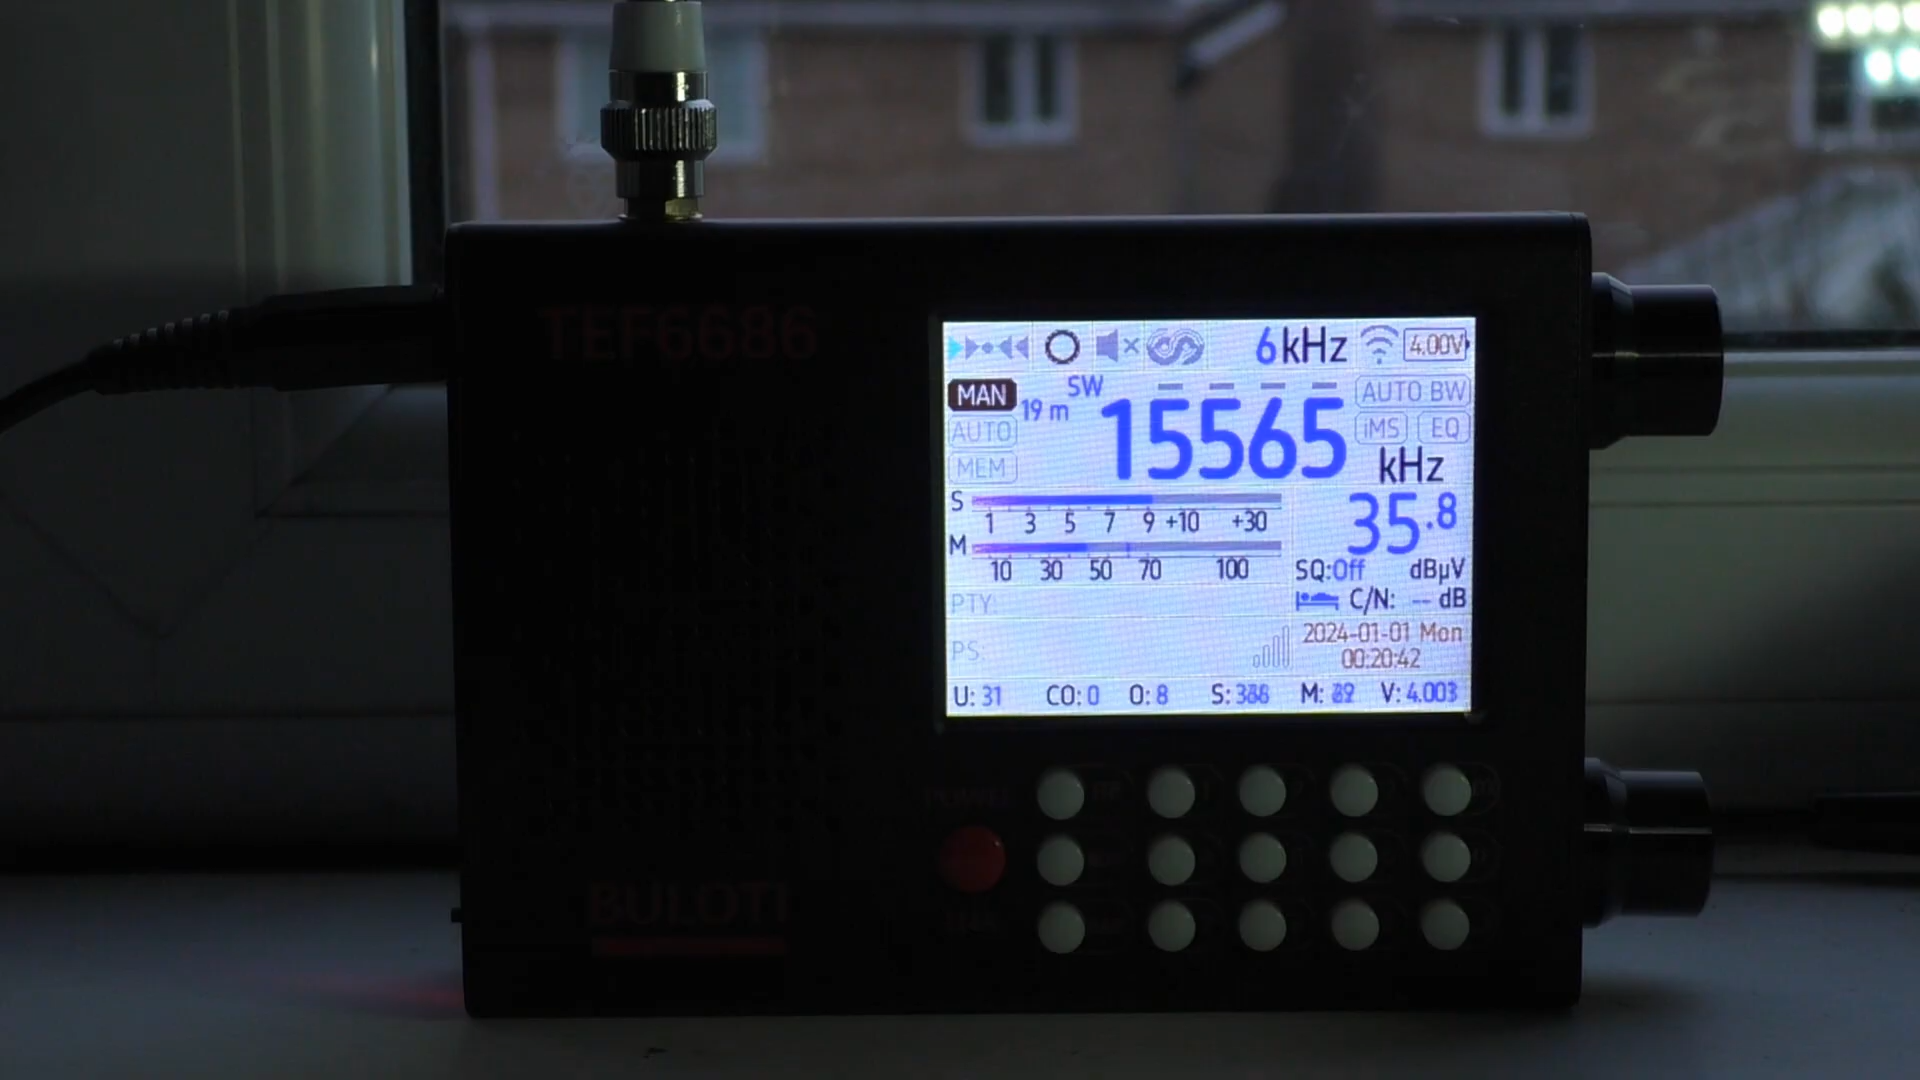 TEF6686
6kHz 4.00V
MAN SW AUTO BW
19 m 15565
AUTO iMS EQ
MEM kHz
S 35.8
1 3 5 7 9 +10 +30
M
10 30 50 70 100 SQ:Off dBµV
PTY: C/N: -- dB
2024-01-01 Mon
PS: 00:20:42
U: 31 CO: 0 O: 8 S: M: V: 4.003
POWER
BULOTI